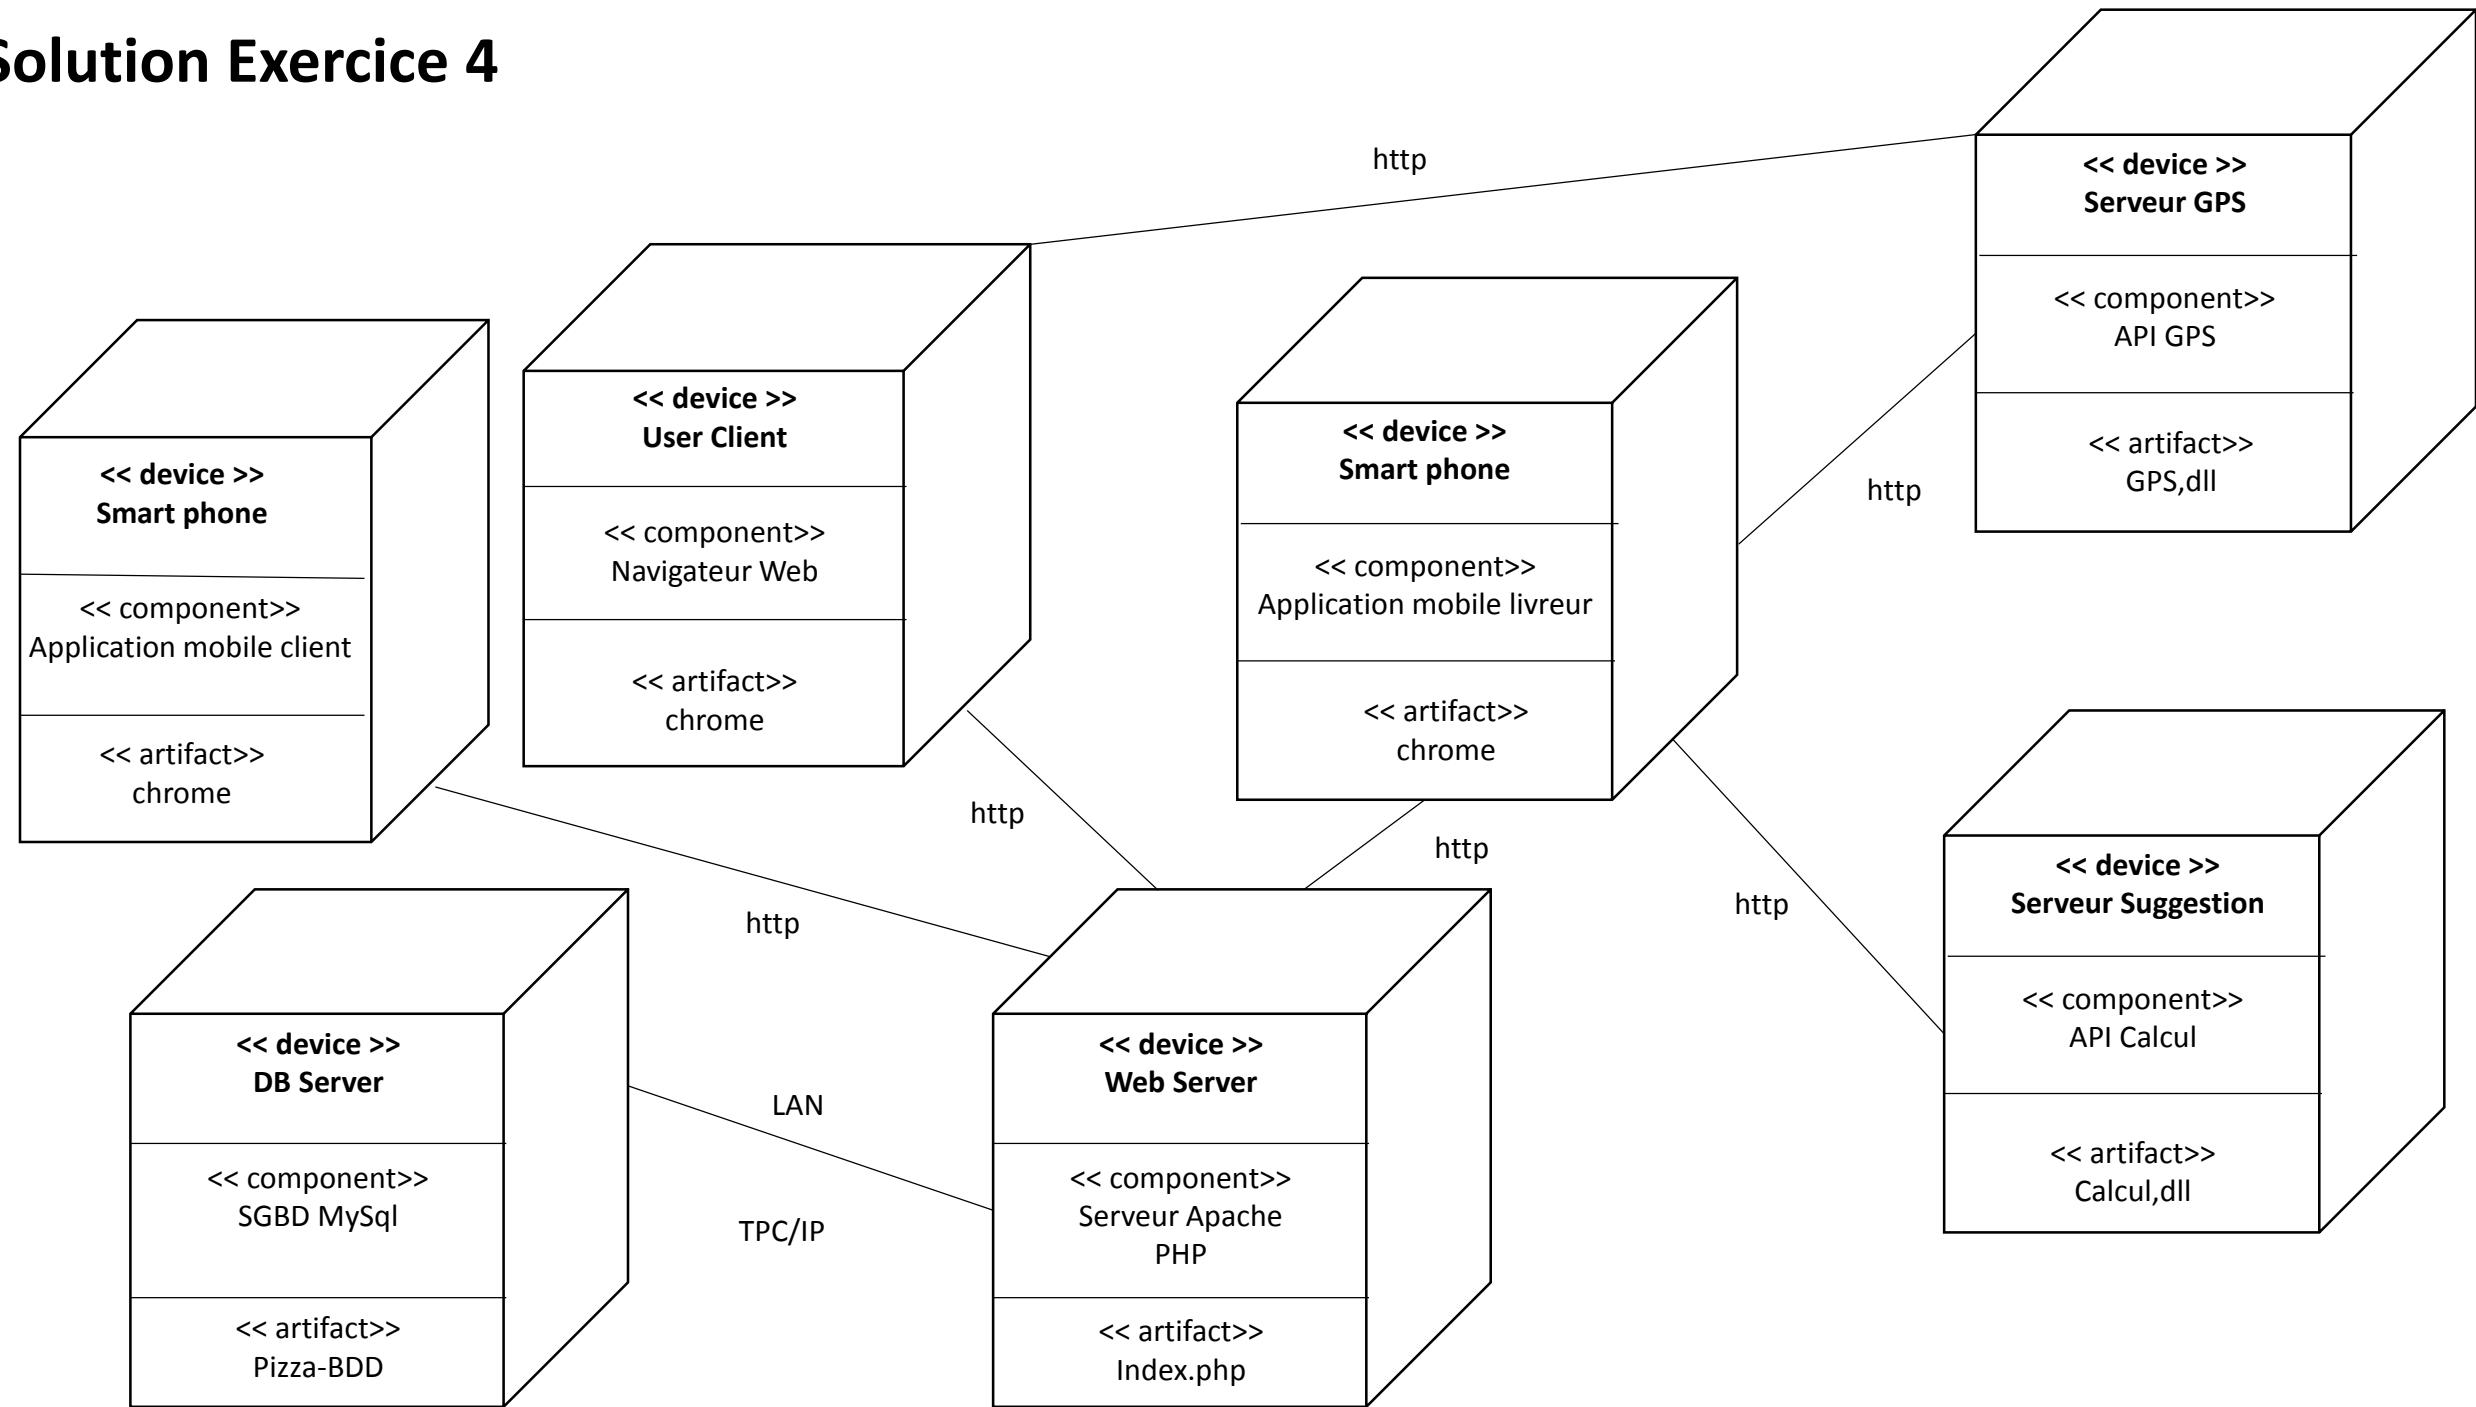 Solution Exercice 4
http
<< device >>
Serveur GPS
<< component>>
API GPS
<< artifact>>
GPS,dll
<< device >>
Smart phone
<< component>>
Application mobile client
<< artifact>>
chrome
<< device >>
User Client
<< component>>
Navigateur Web
<< artifact>>
chrome
<< device >>
Smart phone
<< component>>
Application mobile livreur
<< artifact>>
chrome
http
http
http
http
http
<< device >>
Serveur Suggestion
<< component>>
API Calcul
<< artifact>>
Calcul,dll
<< device >>
DB Server
<< component>>
SGBD MySql
<< artifact>>
Pizza-BDD
LAN
TPC/IP
<< device >>
Web Server
<< component>>
Serveur Apache
PHP
<< artifact>>
Index.php